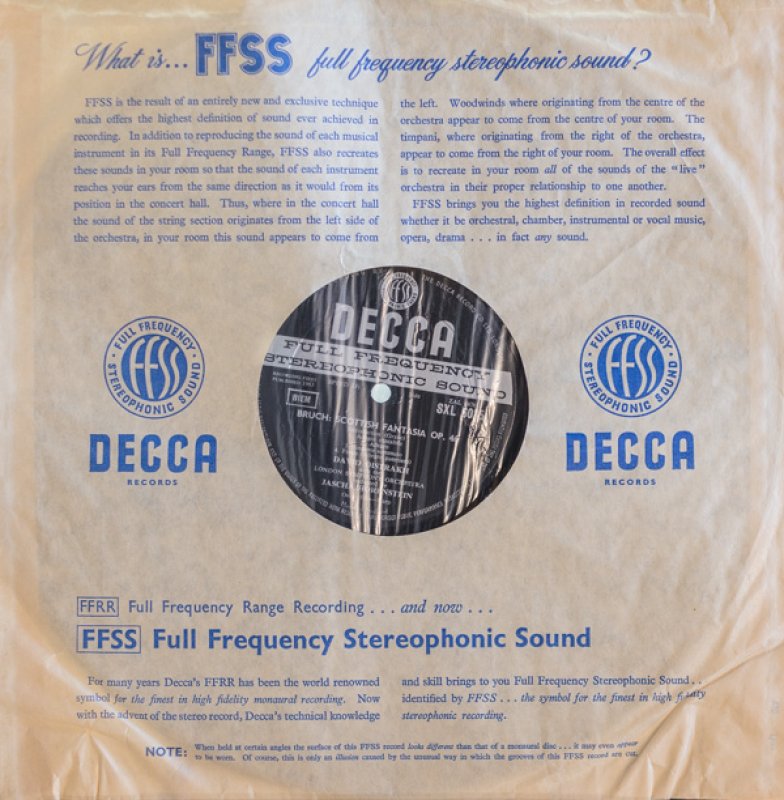 What is... FFSS full frequency stereophonic sound?
FFSS is the result of an entirely new and exclusive technique
which offers the highest definition of sound ever achieved in
recording. In addition to reproducing the sound of each musical
instrument in its Full Frequency Range, FFSS also recreates
these sounds in your room so that the sound of each instrument
reaches your ears from the same direction as it would from its
position in the concert hall. Thus, where in the concert hall
the sound of the string section originates from the left side of
the orchestra, in your room this sound appears to come from
the left. Woodwinds where originating from the centre of the
orchestra appear to come from the centre of your room. The
timpani, where originating from the right of the orchestra,
appear to come from the right of your room. The overall effect
is to recreate in your room all of the sounds of the "live"
orchestra in their proper relationship to one another.
FFSS brings you the highest definition in recorded sound
whether it be orchestral, chamber, instrumental or vocal music,
opera, drama . . . in fact any sound.
FULL FREQUENCY
FFSS
STEREOPHONIC SOUND
DECCA
RECORDS
FFSS
DECCA
FULL FREQUENCY
STEREOPHONIC SOUND
BIEM
SXL
BRUCH: SCOTTISH FANTASIA OP. 46
DAVID OISTRAKH
LONDON SYMPHONY ORCHESTRA
JASCHA HORENSTEIN
FULL FREQUENCY
FFSS
STEREOPHONIC SOUND
DECCA
RECORDS
FFRR Full Frequency Range Recording . . . and now . . .
FFSS Full Frequency Stereophonic Sound
For many years Decca's FFRR has been the world renowned
symbol for the finest in high fidelity monaural recording. Now
with the advent of the stereo record, Decca's technical knowledge
and skill brings to you Full Frequency Stereophonic Sound . .
identified by FFSS . . . the symbol for the finest in high fidelity
stereophonic recording.
NOTE: When held at certain angles the surface of this FFSS record looks different than that of a monaural disc . . . it may even appear
to be worn. Of course, this is only an illusion caused by the unusual way in which the grooves of this FFSS record are cut.